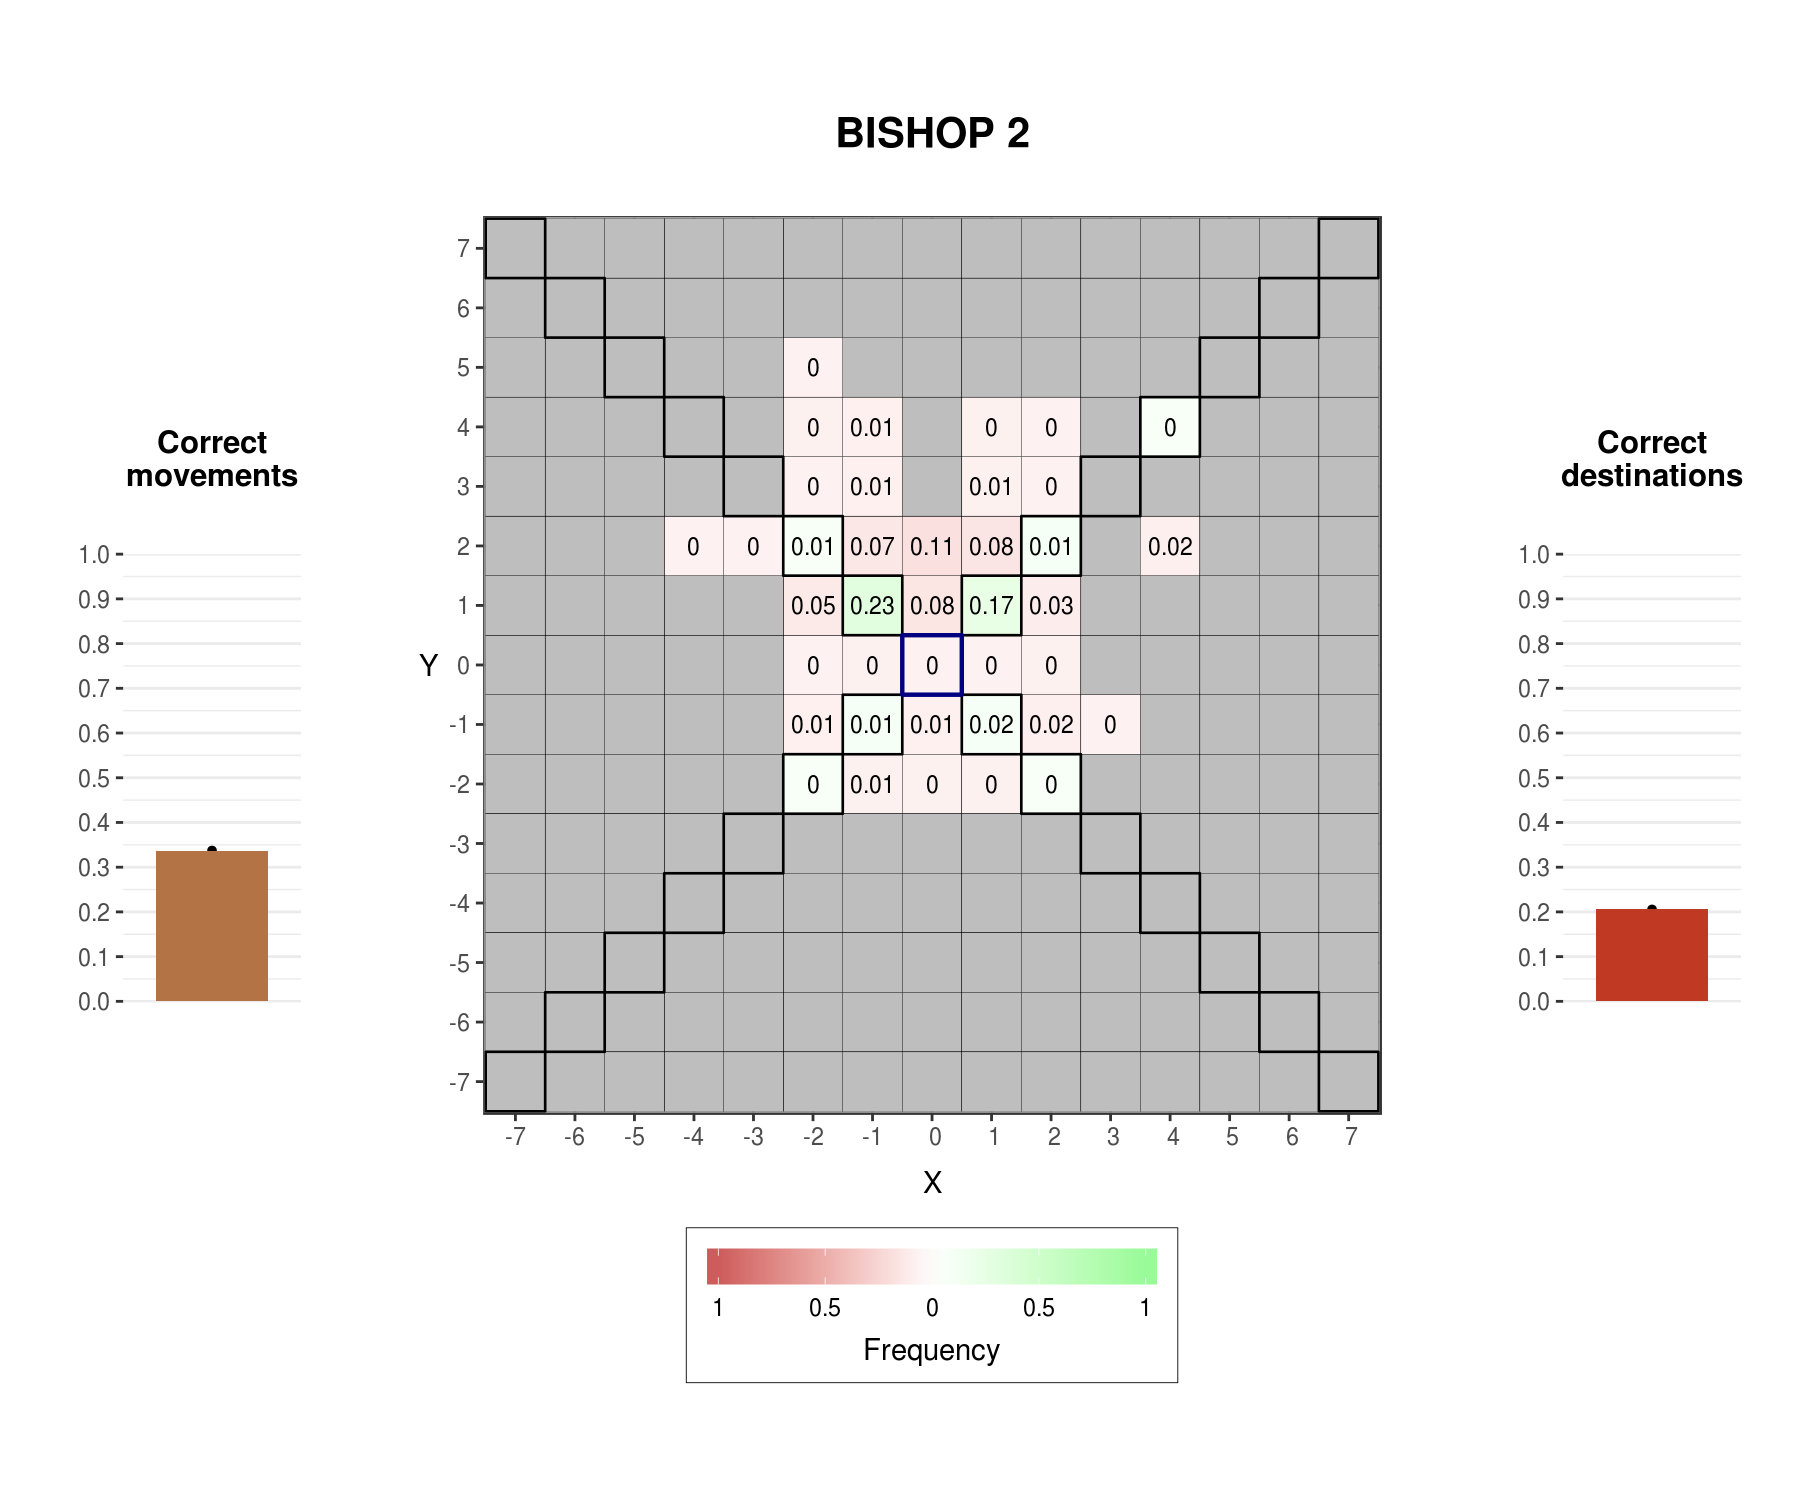 BISHOP 2
Correct
movements
1.0
0.9
0.8
0.7
0.6
0.5
0.4
0.3
0.2
0.1
0.0
Y
7
6
5 0
4 0 0.01 0 0 0
3 0 0.01 0.01 0
2 0 0 0.01 0.07 0.11 0.08 0.01 0.02
1 0.05 0.23 0.08 0.17 0.03
0 0 0 0 0 0
-1 0.01 0.01 0.01 0.02 0.02 0
-2 0 0.01 0 0 0
-3
-4
-5
-6
-7
-7 -6 -5 -4 -3 -2 -1 0 1 2 3 4 5 6 7
X
1 0.5 0 0.5 1
Frequency
Correct
destinations
1.0
0.9
0.8
0.7
0.6
0.5
0.4
0.3
0.2
0.1
0.0